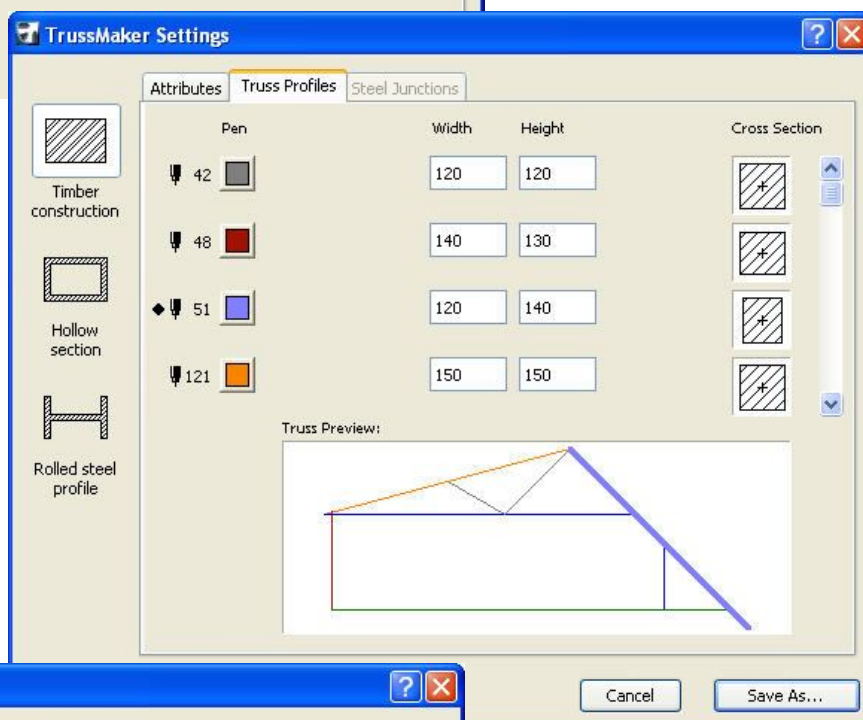 TrussMaker Settings
Attributes Truss Profiles Steel Junctions
Pen Width Height Cross Section
42 120 120
Timber
construction
48 140 130
51 120 140
Hollow
section
121 150 150
Truss Preview:
Rolled steel
profile
Cancel Save As...